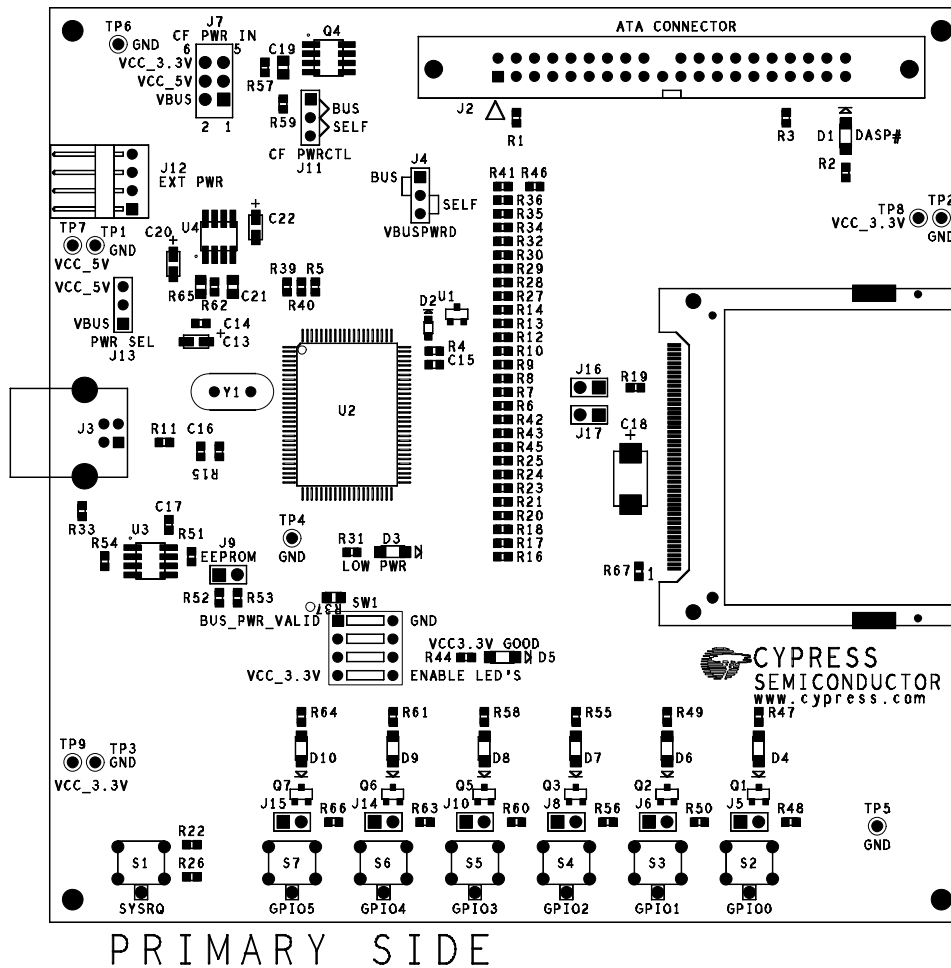 TP6
GND
J7
CF PWR IN
6 5
VCC_3.3V
VCC_5V
VBUS
2 1
C19
R57
Q4
R59
BUS
SELF
CF PWRCTL
J11
ATA CONNECTOR
J2
R1
R3
D1
DASP#
R2
J12
EXT PWR
J4
BUS
SELF
VBUSPWRD
R41 R46
R36
R35
R34
R32
R30
R29
R28
R27
R14
R13
R12
R10
R9
R8
R7
R6
R42
R43
R45
R25
R24
R23
R21
R20
R18
R17
R16
TP8
VCC_3.3V
TP2
GND
TP7
VCC_5V
TP1
GND
C20
+
U4
+
C22
VCC_5V
VBUS
PWR SEL
J13
R65
R62
C21
R39 R5
R40
C14
+
C13
D2
U1
R4
C15
J3
Y1
U2
R11
C16
R15
J16
J17
R19
C18
+
R67
1
R33
R54
U3
C17
R51
J9
EEPROM
R52
R53
TP4
GND
R31
D3
LOW PWR
R37
SW1
BUS_PWR_VALID
GND
VCC_3.3V
ENABLE LED'S
VCC3.3V GOOD
R44
D5
CYPRESS
SEMICONDUCTOR
www.cypress.com
TP9
VCC_3.3V
TP3
GND
R64
D10
Q7
J15
R66
S7
GPIO5
R61
D9
Q6
J14
R63
S6
GPIO4
R58
D8
Q5
J10
R60
S5
GPIO3
R55
D7
Q3
J8
R56
S4
GPIO2
R49
D6
Q2
J6
R50
S3
GPIO1
R47
D4
Q1
J5
R48
S2
GPIO0
TP5
GND
R22
R26
S1
SYSRQ
PRIMARY SIDE